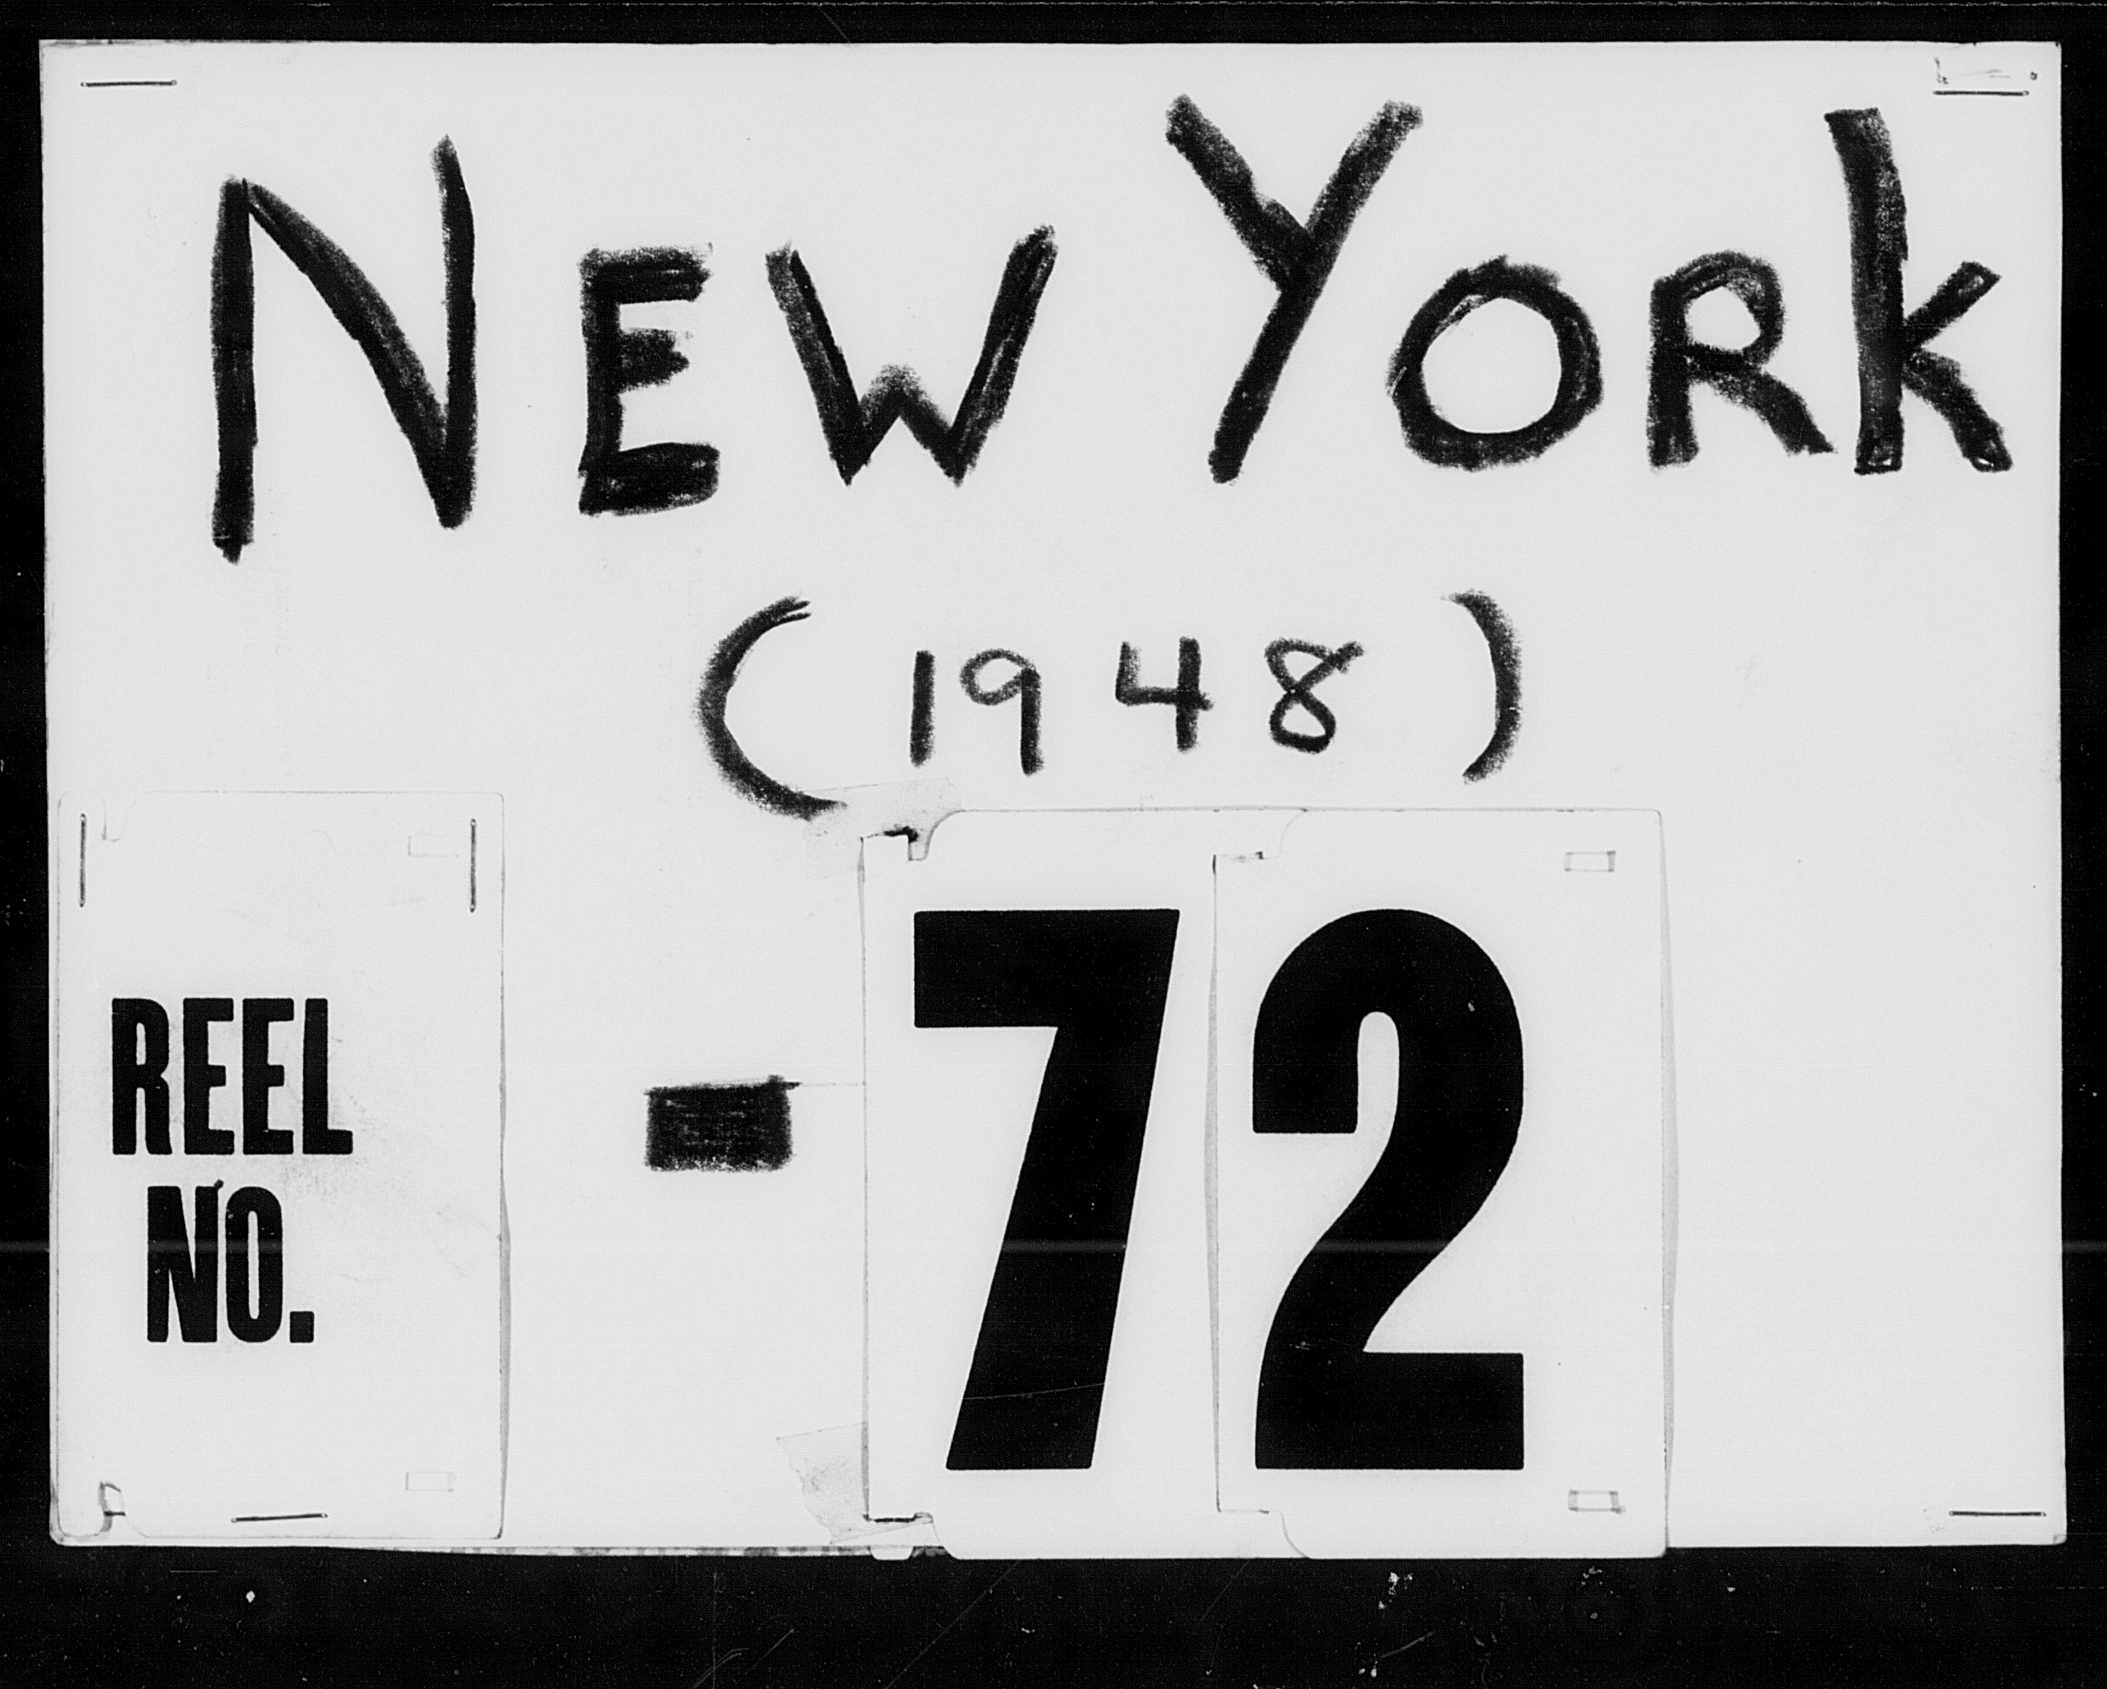 NEW YORK
(1948)
REEL NO. - 72